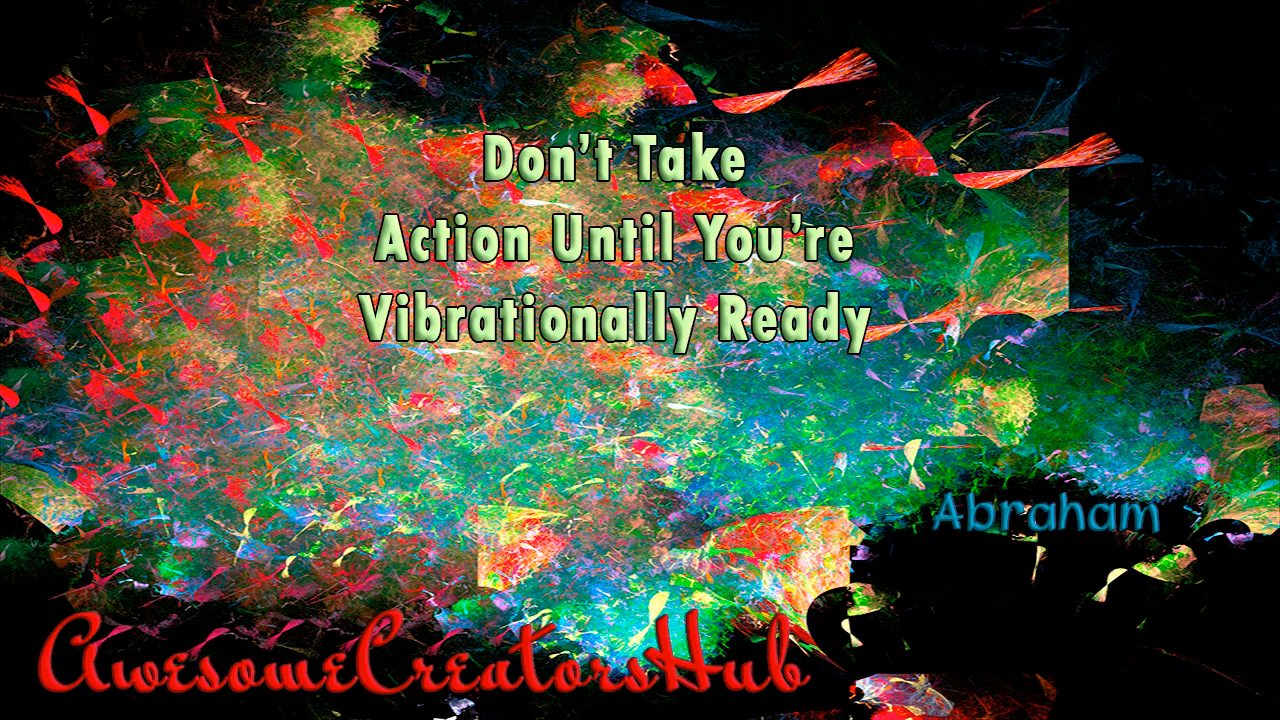 Don't Take
Action Until You're
Vibrationally Ready
- Abraham
AwesomeCreatorsHub